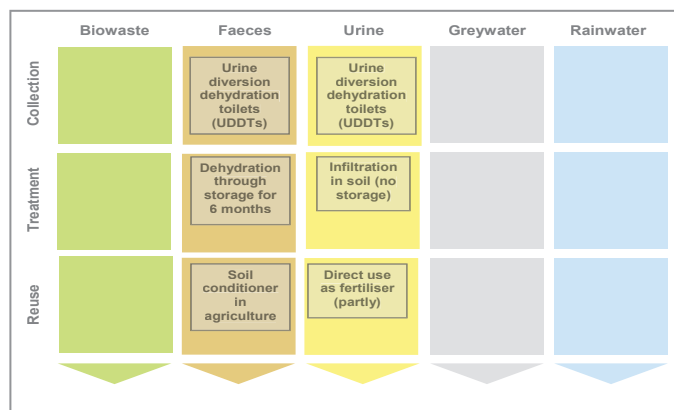 Biowaste Faeces Urine Greywater Rainwater
Collection
Urine
diversion
dehydration
toilets
(UDDTs)
Urine
diversion
dehydration
toilets
(UDDTs)
Treatment
Dehydration
through
storage for
6 months
Infiltration
in soil (no
storage)
Reuse
Soil
conditioner
in
agriculture
Direct use
as fertiliser
(partly)